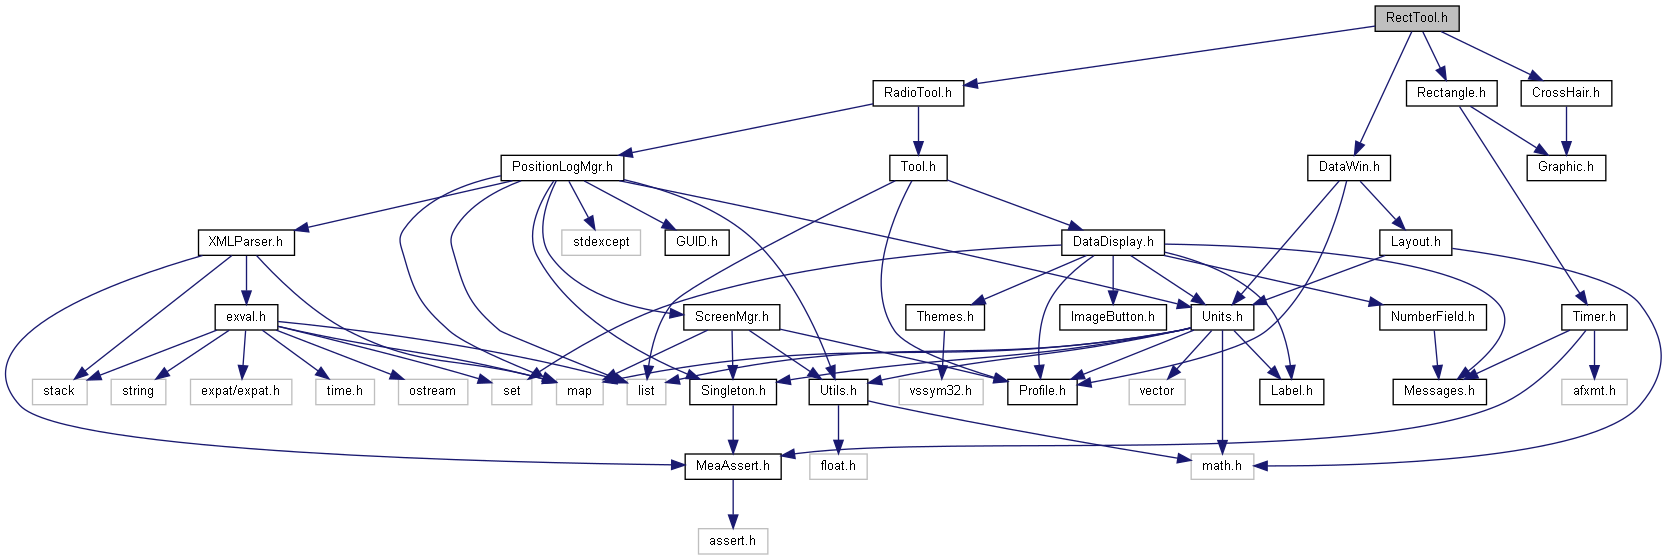 RectTool.h
RadioTool.h
Rectangle.h
CrossHair.h
PositionLogMgr.h
Tool.h
DataWin.h
Graphic.h
XMLParser.h
stdexcept
GUID.h
DataDisplay.h
Layout.h
exval.h
ScreenMgr.h
Themes.h
ImageButton.h
Units.h
NumberField.h
Timer.h
stack
string
expat/expat.h
time.h
ostream
set
map
list
Singleton.h
Utils.h
vssym32.h
Profile.h
vector
Label.h
Messages.h
afxmt.h
MeaAssert.h
float.h
math.h
assert.h